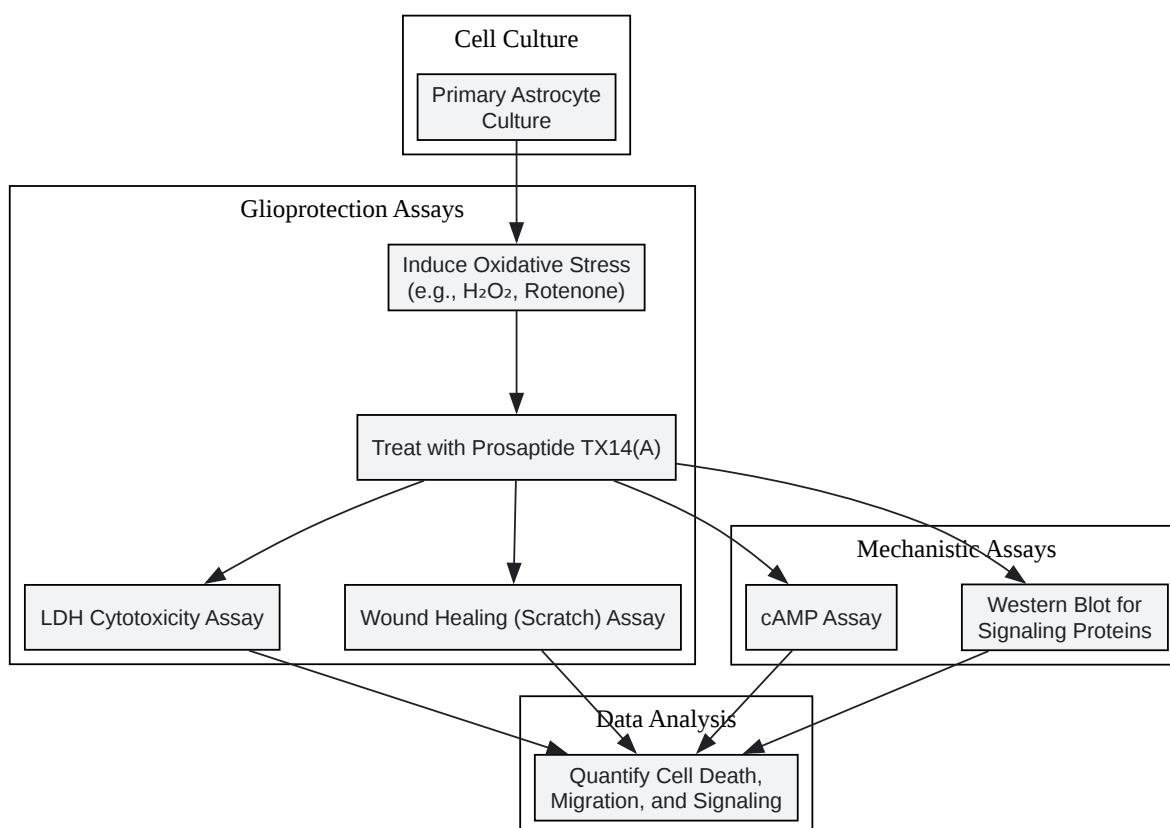 Cell Culture
Primary Astrocyte
Culture
Glioprotection Assays
Induce Oxidative Stress
(e.g., H₂O₂, Rotenone)
Treat with Prosaptide TX14(A)
Mechanistic Assays
LDH Cytotoxicity Assay
Wound Healing (Scratch) Assay
cAMP Assay
Western Blot for
Signaling Proteins
Data Analysis
Quantify Cell Death,
Migration, and Signaling